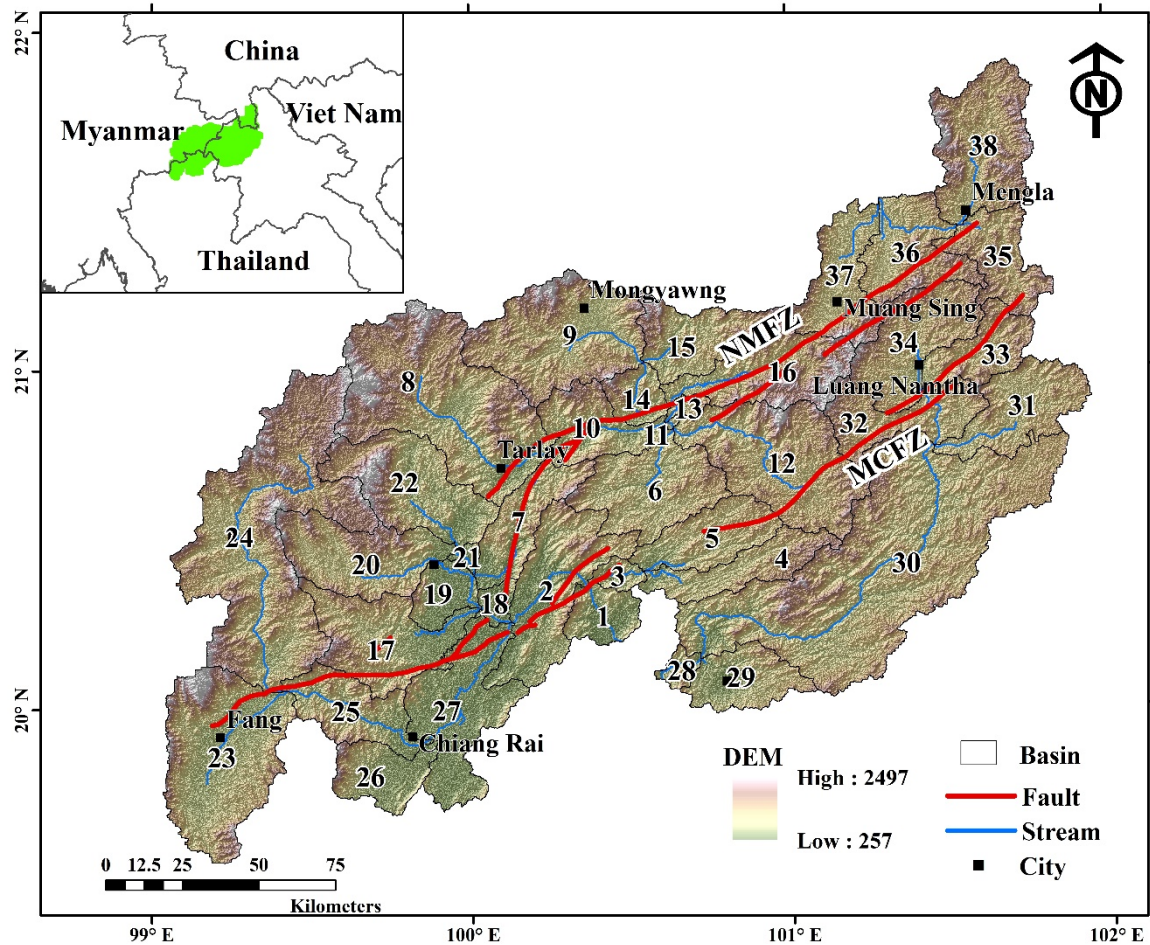 22° N
21° N
20° N
99° E
100° E
101° E
102° E
China
Viet Nam
Myanmar
Thailand
N
38
Mengla
36
35
37
Muang Sing
Mongyawng
9
15
NMFZ
34
33
8
16
Luang Namtha
14
13
31
10
11
32
MCFZ
Tarlay
12
22
6
7
5
24
21
4
30
20
2
3
19
18
1
17
28
29
Fang
25
27
23
Chiang Rai
26
DEM
High : 2497
Low : 257
Basin
Fault
Stream
City
0 12.5 25 50 75
Kilometers